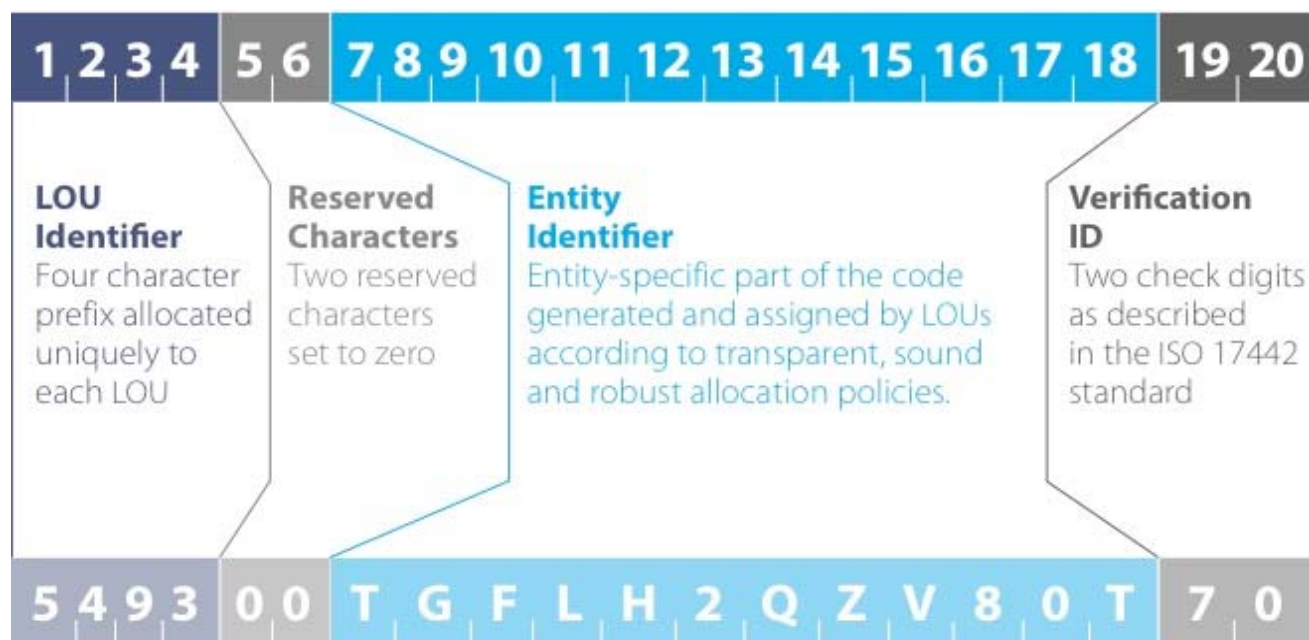 1 2 3 4 5 6 7 8 9 10 11 12 13 14 15 16 17 18 19 20
LOU
Identifier
Four character
prefix allocated
uniquely to
each LOU
Reserved
Characters
Two reserved
characters
set to zero
Entity
Identifier
Entity-specific part of the code
generated and assigned by LOUs
according to transparent, sound
and robust allocation policies.
Verification
ID
Two check digits
as described
in the ISO 17442
standard
5 4 9 3 0 0 T G F L H 2 Q Z V 8 0 T 7 0